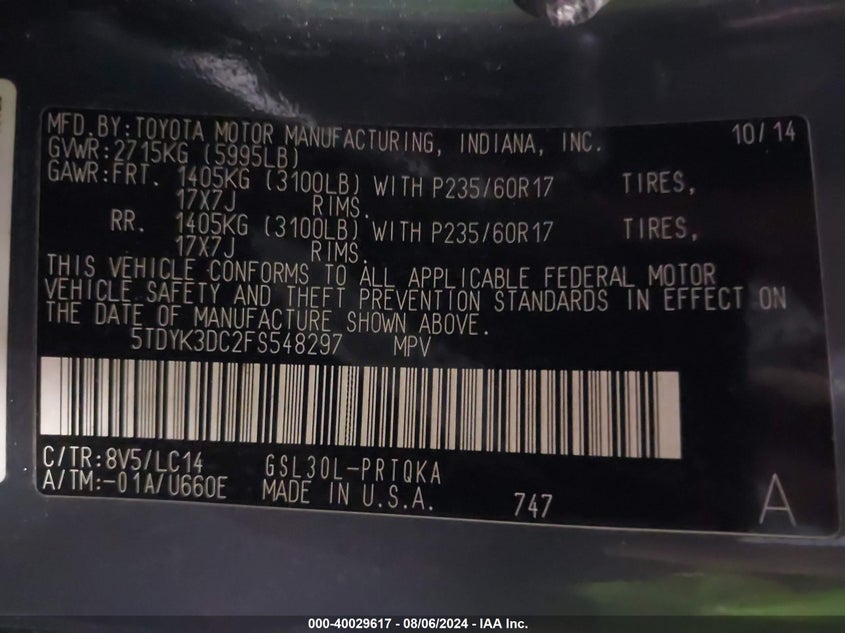 MFD.BY:TOYOTA MOTOR MANUFACTURING, INDIANA, INC. 10/14
GVWR:2715KG (5995LB)
GAWR:FRT. 1405KG (3100LB) WITH P235/60R17 TIRES,
17X7J RIMS.
RR. 1405KG (3100LB) WITH P235/60R17 TIRES,
17X7J RIMS.
THIS VEHICLE CONFORMS TO ALL APPLICABLE FEDERAL MOTOR
VEHICLE SAFETY AND THEFT PREVENTION STANDARDS IN EFFECT ON
THE DATE OF MANUFACTURE SHOWN ABOVE.
5TDYK3DC2FS548297 MPV
C/TR:8V5/LC14 GSL30L-PRTQKA
A/TM:-01A/U660E MADE IN U.S.A. 747 A
000-40029617 - 08/06/2024 - IAA Inc.